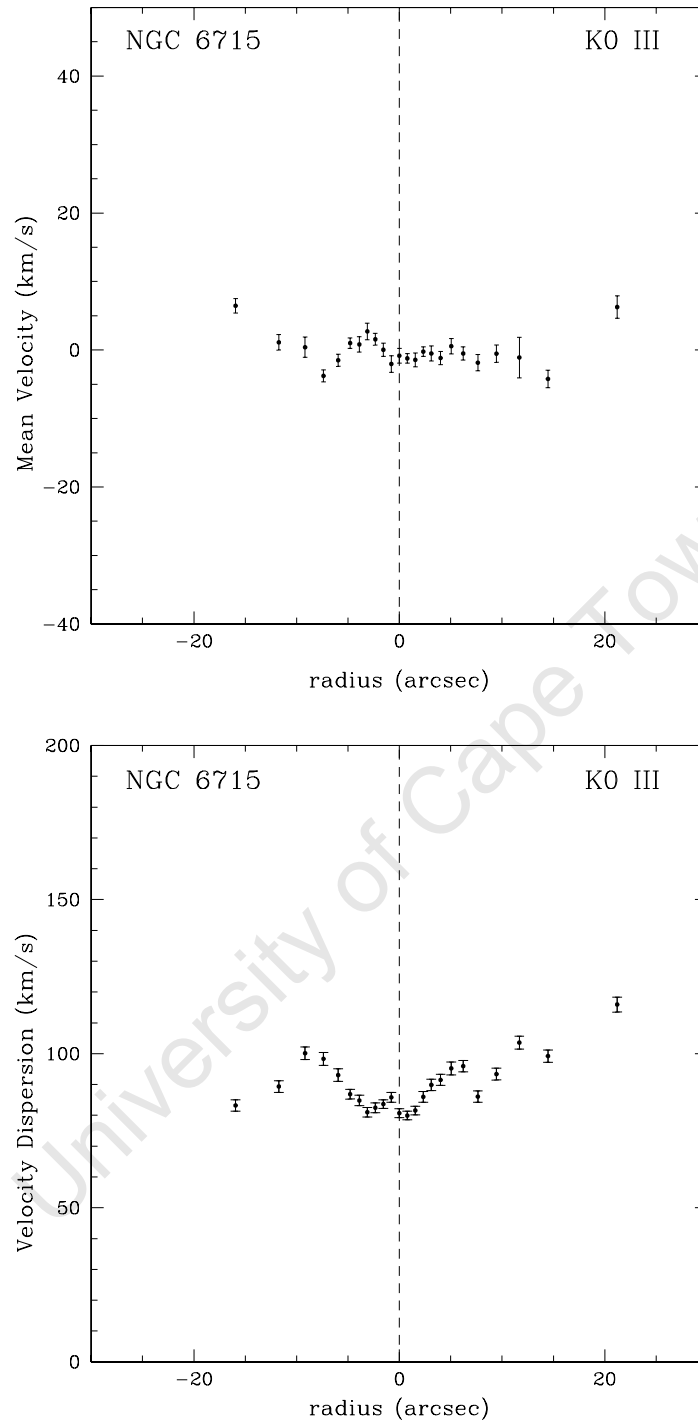 NGC 6715 K0 III
40
20
0
−20
−40
Mean Velocity (km/s)
−20 0 20
radius (arcsec)
NGC 6715 K0 III
200
150
100
50
0
Velocity Dispersion (km/s)
−20 0 20
radius (arcsec)
University of Cape Tow